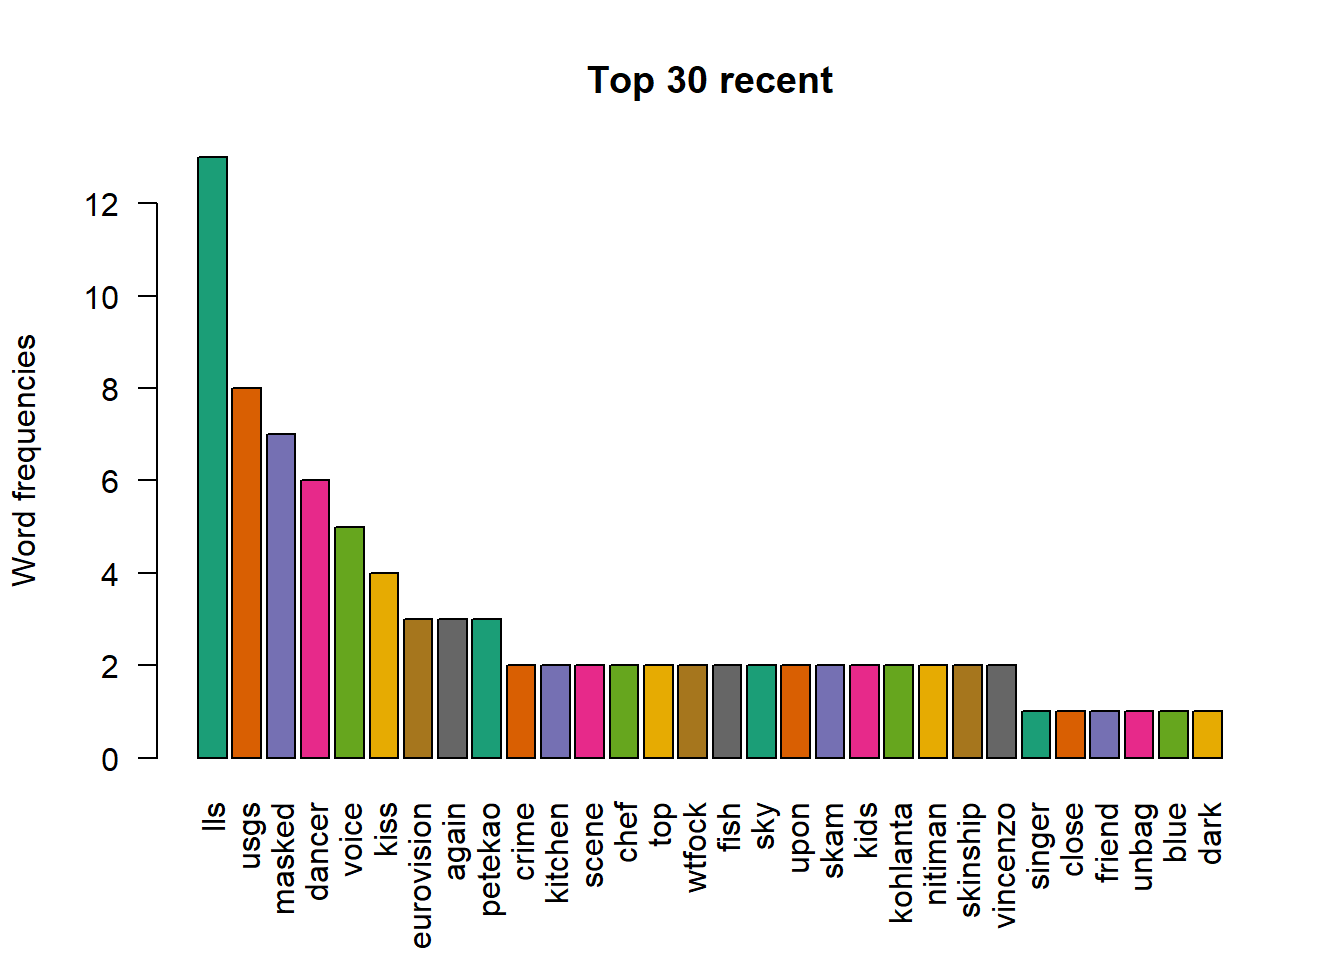 Top 30 recent
Word frequencies
12
10
8
6
4
2
0
lls
usgs
masked
dancer
voice
kiss
eurovision
again
petekao
crime
kitchen
scene
chef
top
wtfock
fish
sky
upon
skam
kids
kohlanta
nitiman
skinship
vincenzo
singer
close
friend
unbag
blue
dark